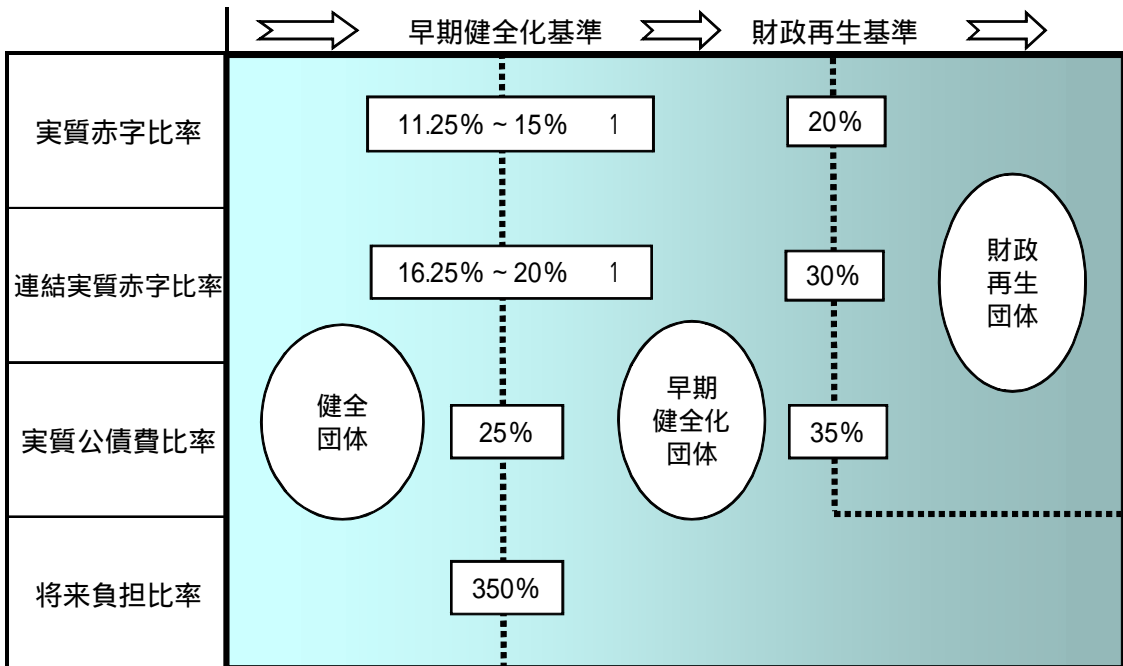 早期健全化基準 財政再生基準
実質赤字比率 11.25%~15% 1 20%
連結実質赤字比率 16.25%~20% 1 30%
財政
再生
団体
健全
団体
早期
健全化
団体
実質公債費比率 25% 35%
将来負担比率 350%